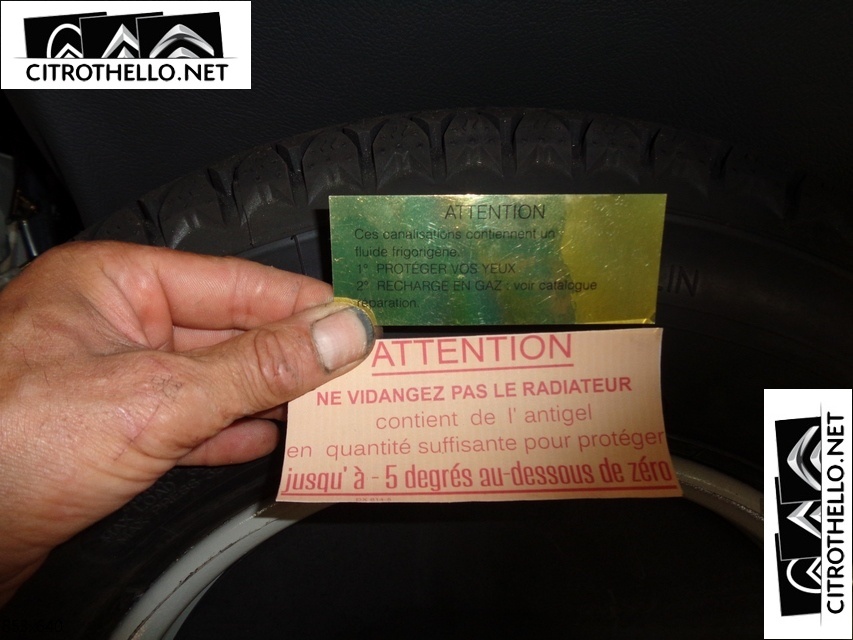 CITROTHELLO.NET
ATTENTION
Ces canalisations contiennent un
fluide frigorigène.
1° PROTÉGER VOS YEUX
2° RECHARGE EN GAZ : voir catalogue
réparation.
LIN
ATTENTION
NE VIDANGEZ PAS LE RADIATEUR
contient de l' antigel
en quantité suffisante pour protéger
jusqu' à - 5 degrés au-dessous de zéro
CITROTHELLO.NET